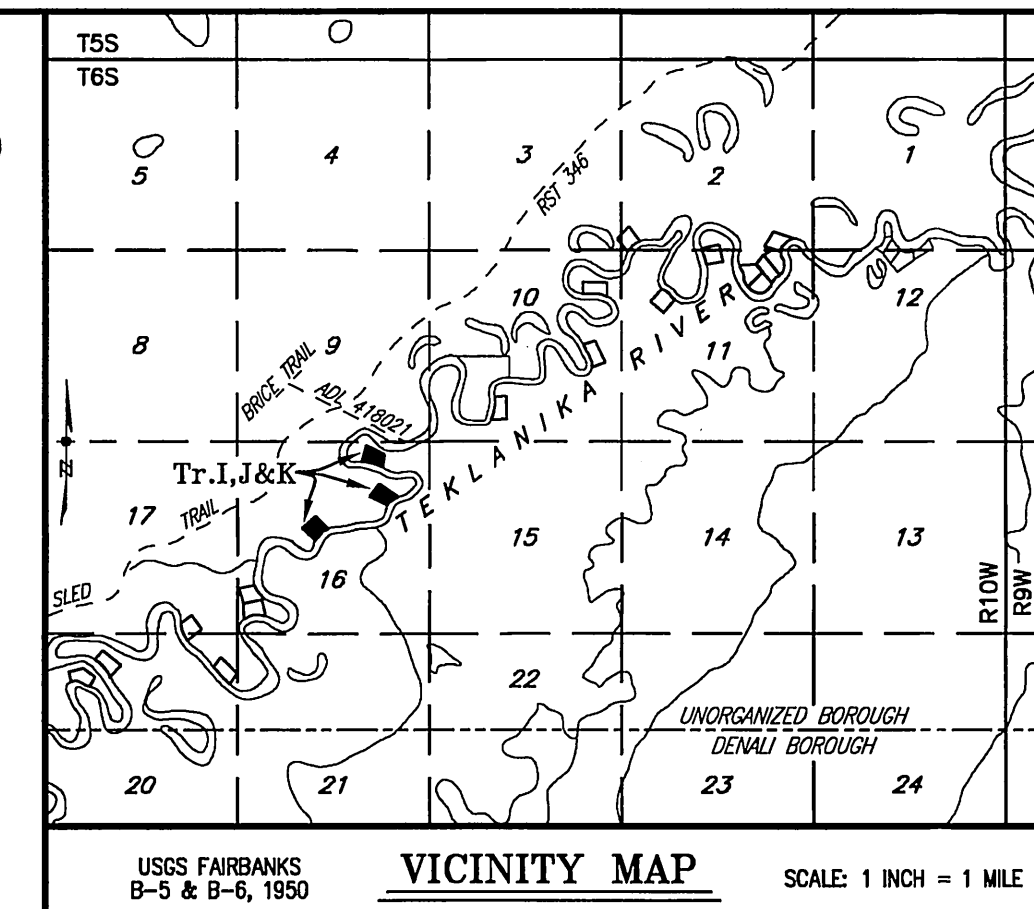 T5S
T6S
5
4
3
2
1
RST 346
8
9
10
11
12
BRICE TRAIL
ADL 418021
TEKLANIKA RIVER
N
Tr.I,J&K
17
16
15
14
13
SLED TRAIL
R10W
R9W
22
UNORGANIZED BOROUGH
DENALI BOROUGH
20
21
23
24
USGS FAIRBANKS
B-5 & B-6, 1950
VICINITY MAP
SCALE: 1 INCH = 1 MILE